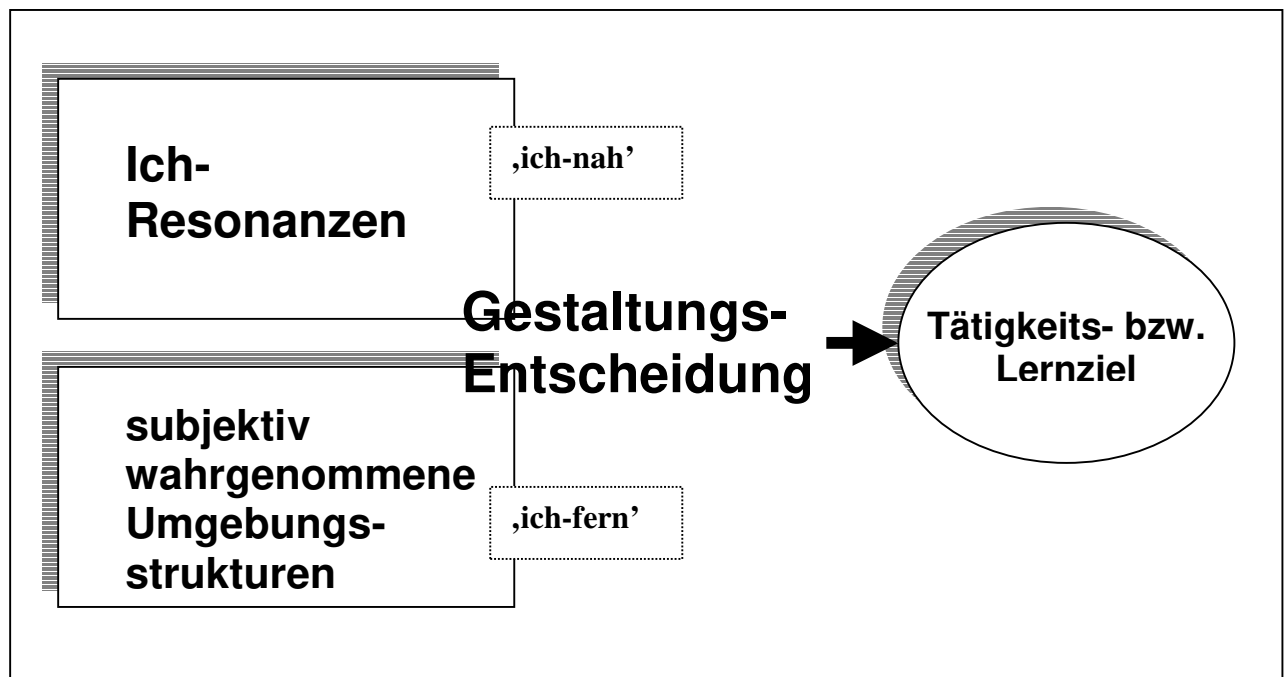 Ich-
Resonanzen
‚ich-nah’
Gestaltungs-
Entscheidung
Tätigkeits- bzw.
Lernziel
subjektiv
wahrgenommene
Umgebungs-
strukturen
‚ich-fern’